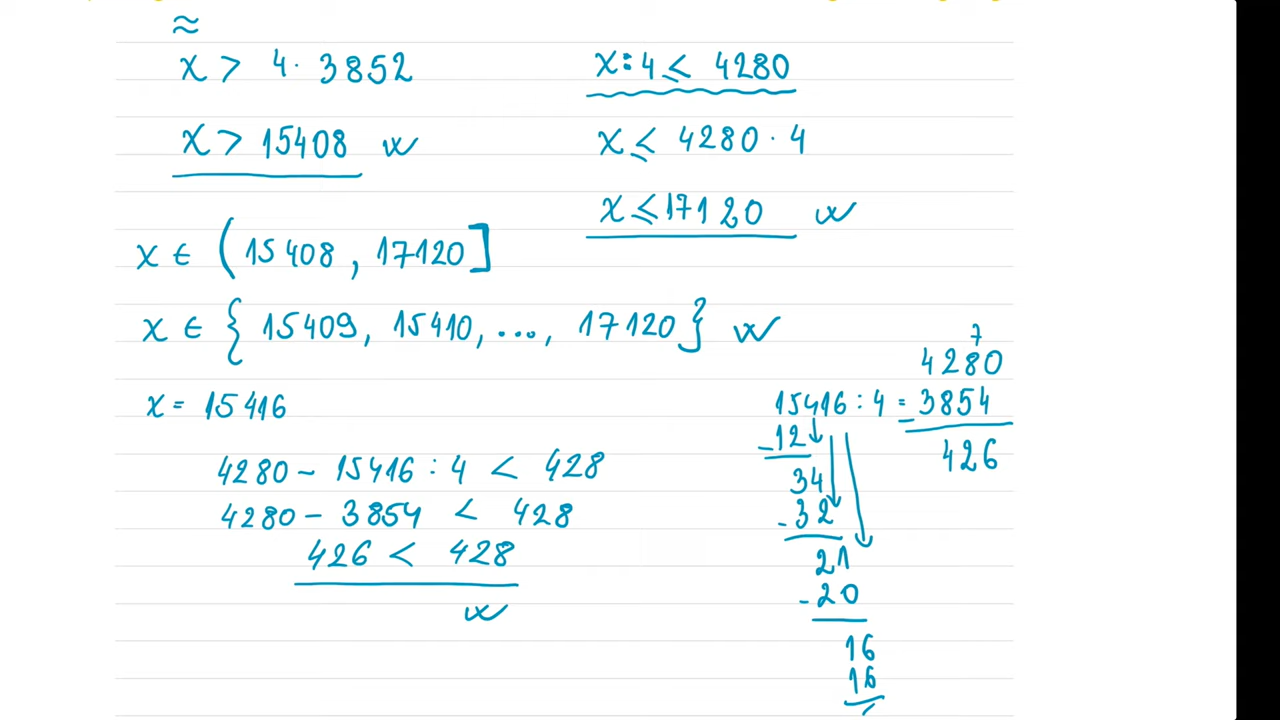 ≈
x > 4 · 3852
x > 15408
x ∈ (15408, 17120]
x:4 ≤ 4280
x ≤ 4280 · 4
x ≤ 17120
x ∈ {15409, 15410, ..., 17120}
x = 15416
4280 - 15416 : 4 < 428
4280 - 3854 < 428
426 < 428
7
4280
15416 : 4 = 3854
-12
426
34
-32
21
-20
16
16